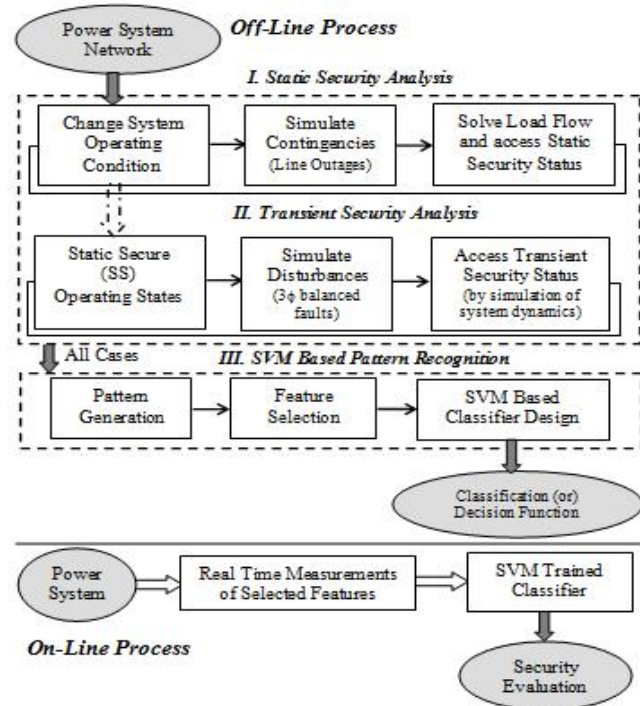 Power System
Network
Off-Line Process
I. Static Security Analysis
Change System
Operating
Condition
Simulate
Contingencies
(Line Outages)
Solve Load Flow
and access Static
Security Status
II. Transient Security Analysis
Static Secure
(SS)
Operating States
Simulate
Disturbances
(3ϕ balanced
faults)
Access Transient
Security Status
(by simulation of
system dynamics)
All Cases
III. SVM Based Pattern Recognition
Pattern
Generation
Feature
Selection
SVM Based
Classifier Design
Classification (or)
Decision Function
Power
System
Real Time Measurements
of Selected Features
SVM Trained
Classifier
On-Line Process
Security
Evaluation